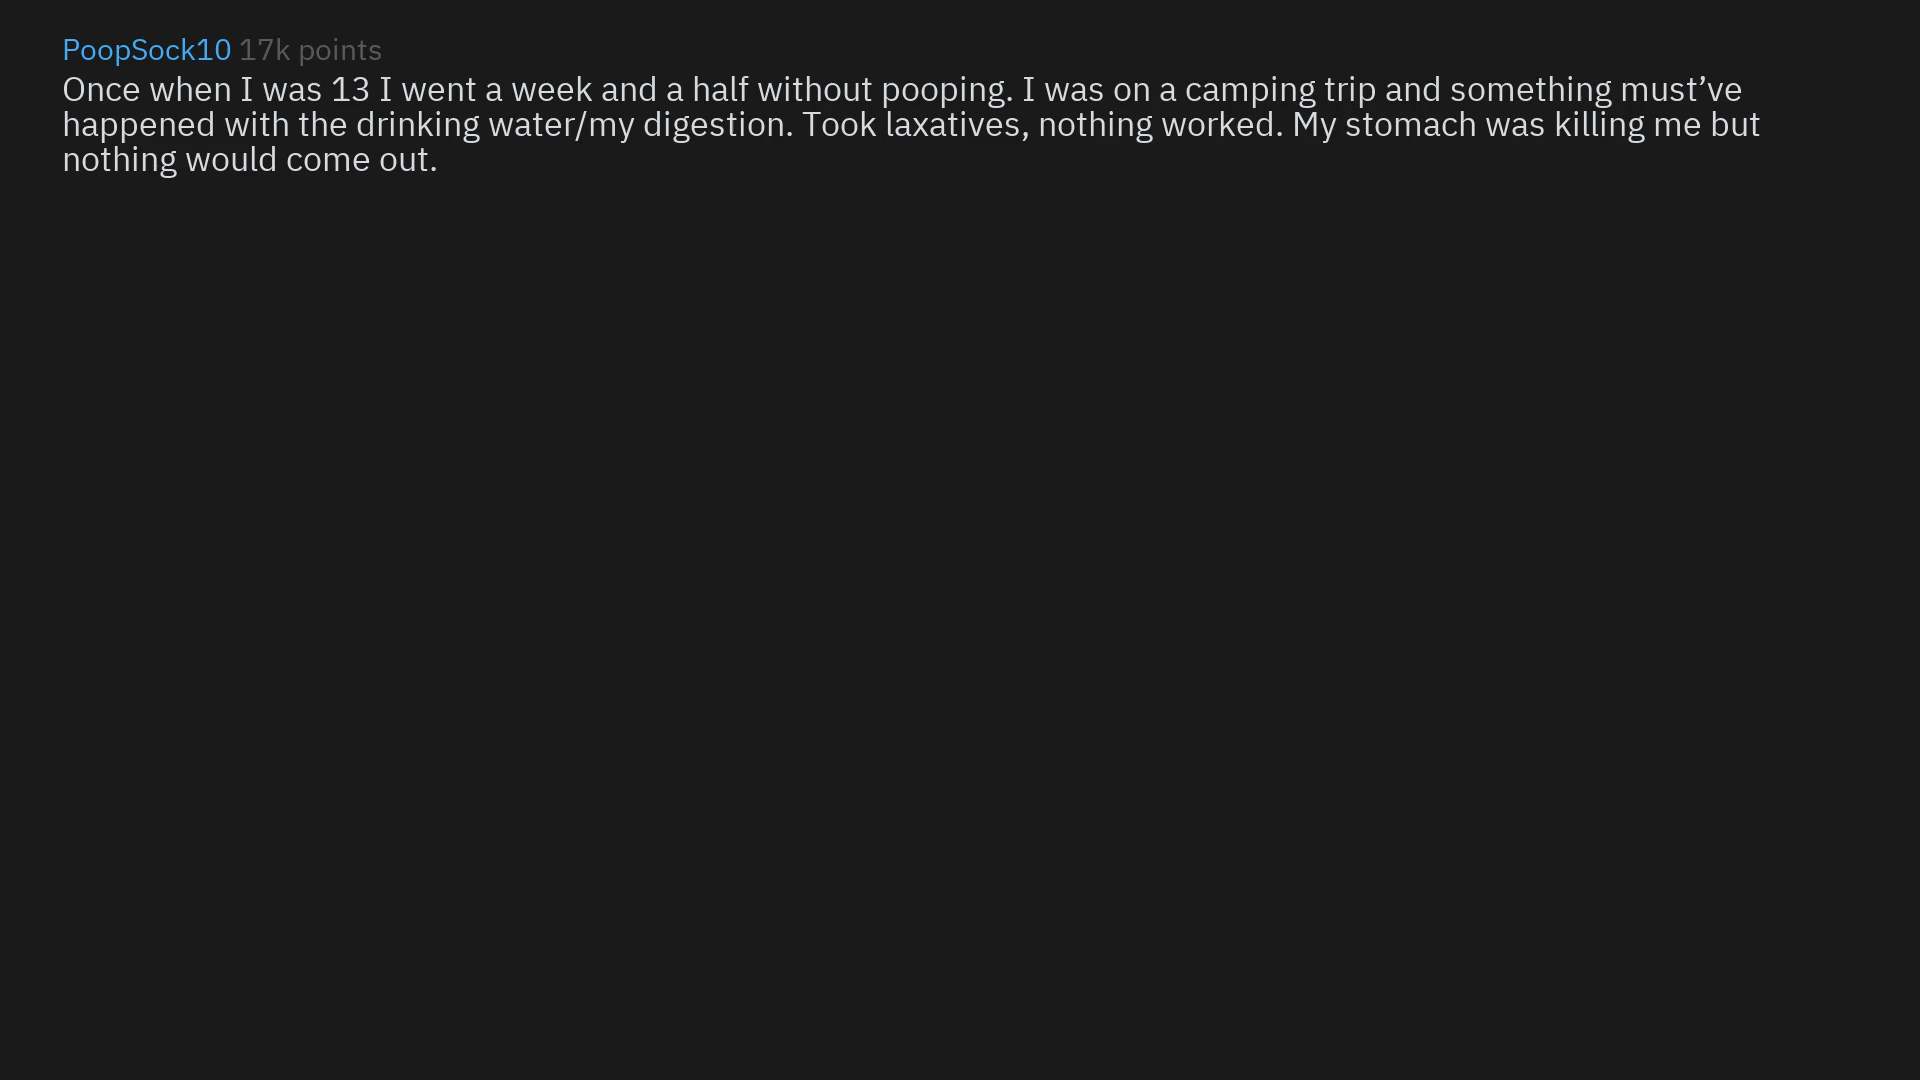 PoopSock10 17k points
Once when I was 13 I went a week and a half without pooping. I was on a camping trip and something must’ve
happened with the drinking water/my digestion. Took laxatives, nothing worked. My stomach was killing me but
nothing would come out.